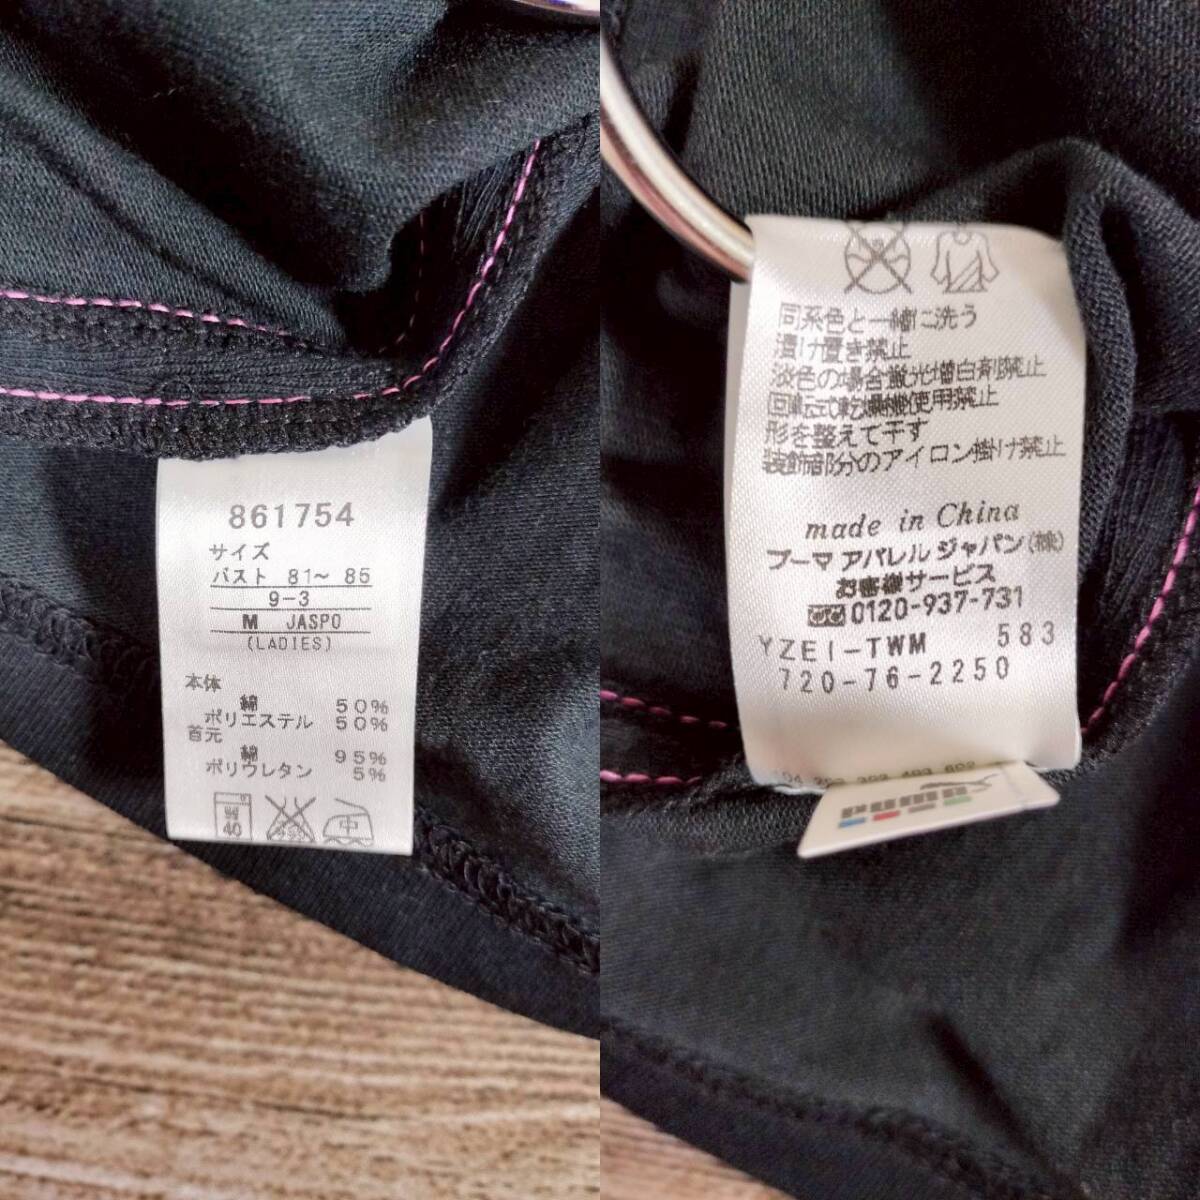 861754
サイズ
バスト 81～ 85
9-3
M JASPO
(LADIES)
本体
綿 50%
ポリエステル 50%
首元
綿 95%
ポリウレタン 5%
40
中
同系色と一緒に洗う
漬け置き禁止
淡色の場合蛍光増白剤禁止
回転式乾燥機使用禁止
形を整えて干す
装飾部分のアイロン掛け禁止
made in China
プーマ アパレル ジャパン(株)
お客様サービス
0120-937-731
YZEI-TWM 583
720-76-2250